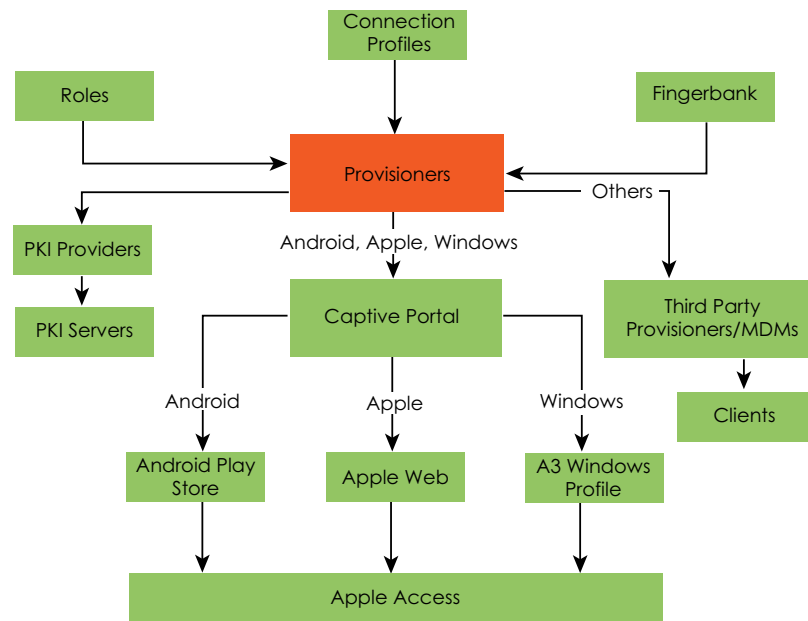 Connection
Profiles
Roles
Fingerbank
Provisioners
Others
PKI Providers
Android, Apple, Windows
PKI Servers
Captive Portal
Third Party
Provisioners/MDMs
Android
Apple
Windows
Clients
Android Play
Store
Apple Web
A3 Windows
Profile
Apple Access